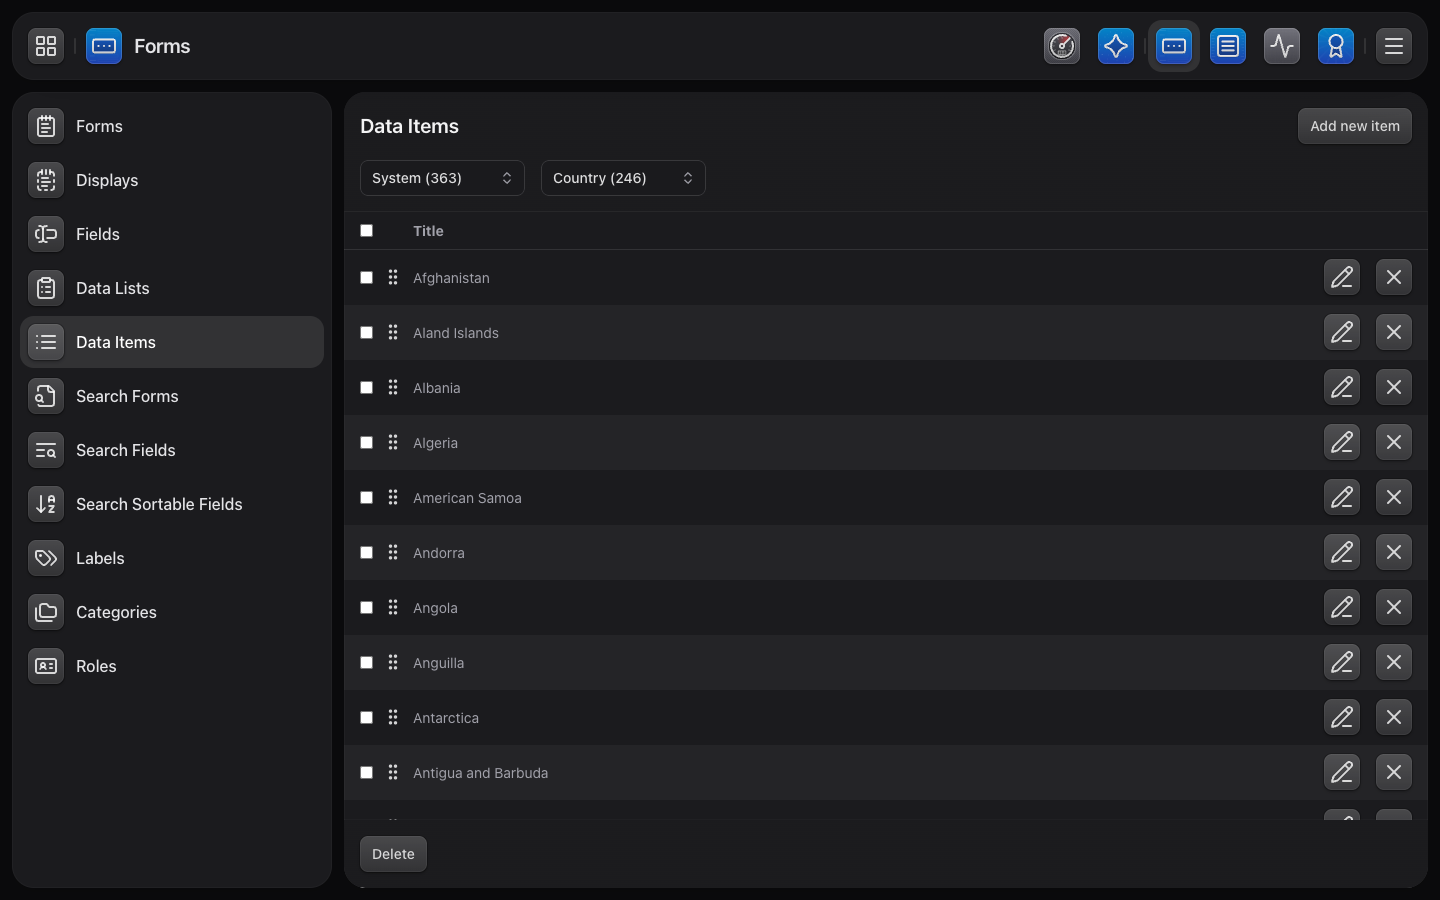 Forms
Forms
Displays
Fields
Data Lists
Data Items
Search Forms
Search Fields
Search Sortable Fields
Labels
Categories
Roles
Data Items
Add new item
System (363)
Country (246)
Title
Afghanistan
Aland Islands
Albania
Algeria
American Samoa
Andorra
Angola
Anguilla
Antarctica
Antigua and Barbuda
Delete